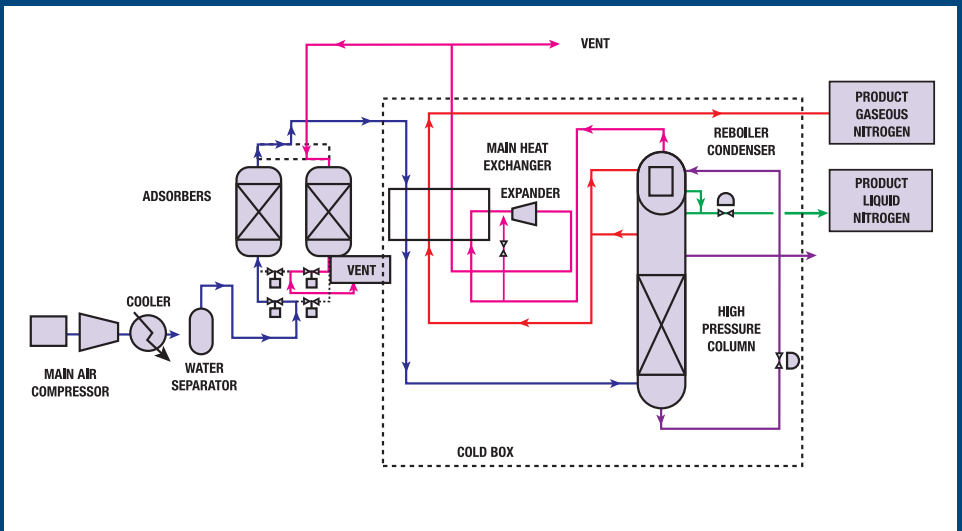 VENT
PRODUCT
GASEOUS
NITROGEN
REBOILER
CONDENSER
MAIN HEAT
EXCHANGER
EXPANDER
ADSORBERS
PRODUCT
LIQUID
NITROGEN
VENT
COOLER
HIGH
PRESSURE
COLUMN
WATER
SEPARATOR
MAIN AIR
COMPRESSOR
COLD BOX